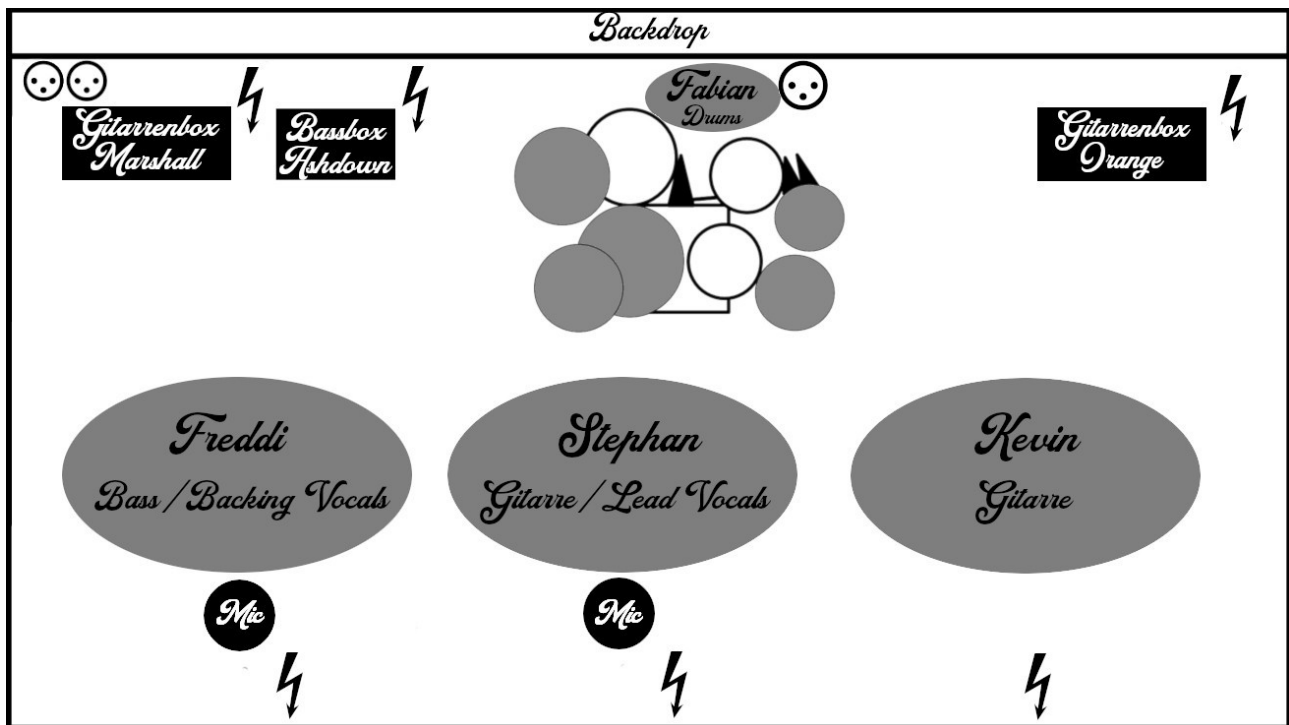 Backdrop
Gitarrenbox
Marshall
Bassbox
Ashdown
Fabian
Drums
Gitarrenbox
Orange
Freddi
Bass/Backing Vocals
Stephan
Gitarre/Lead Vocals
Kevin
Gitarre
Mic
Mic